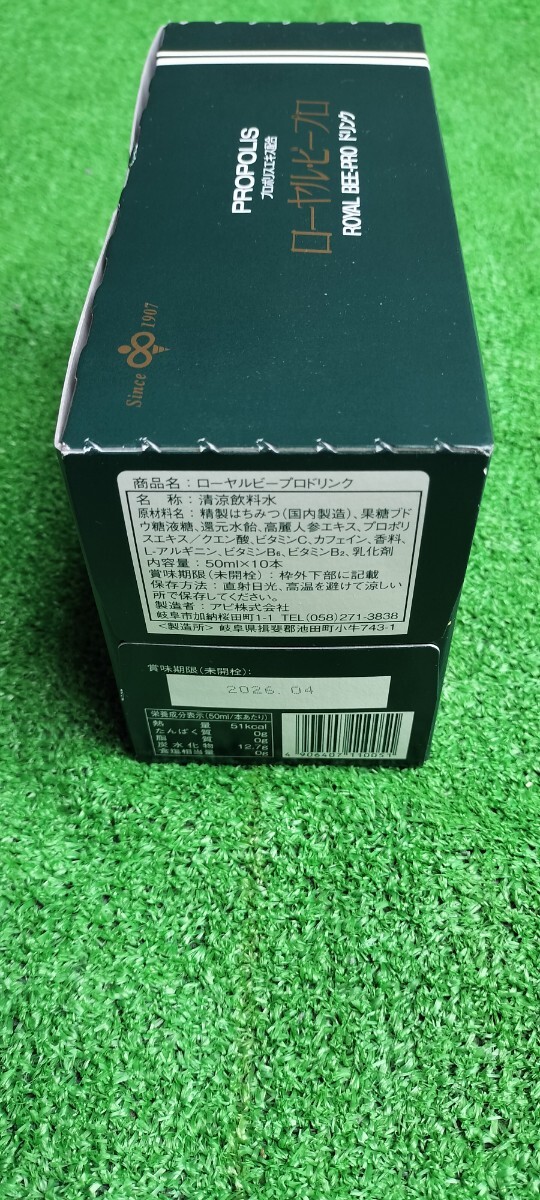 PROPOLIS
プロポリスエキス配合
ローヤルビープロ
ROYAL BEE-PRO ドリンク
Since 1907
商品名：ローヤルビープロドリンク
名　称：清涼飲料水
原材料名：精製はちみつ（国内製造）、果糖ブド
ウ糖液糖、還元水飴、高麗人参エキス、プロポリ
スエキス／クエン酸、ビタミンC、カフェイン、香料、
L-アルギニン、ビタミンB₆、ビタミンB₂、乳化剤
内容量：50ml×10本
賞味期限（未開栓）：枠外下部に記載
保存方法：直射日光、高温を避けて涼しい
所で保存してください。
製造者：アピ株式会社
岐阜市加納桜田町1-1 TEL(058)271-3838
<製造所>岐阜県揖斐郡池田町小牛743-1
賞味期限（未開栓）：
2026.04
栄養成分表示（50ml/本あたり）
熱量 51kcal
たんぱく質 0g
脂質 0g
炭水化物 12.7g
食塩相当量 0g
4 906407 110051